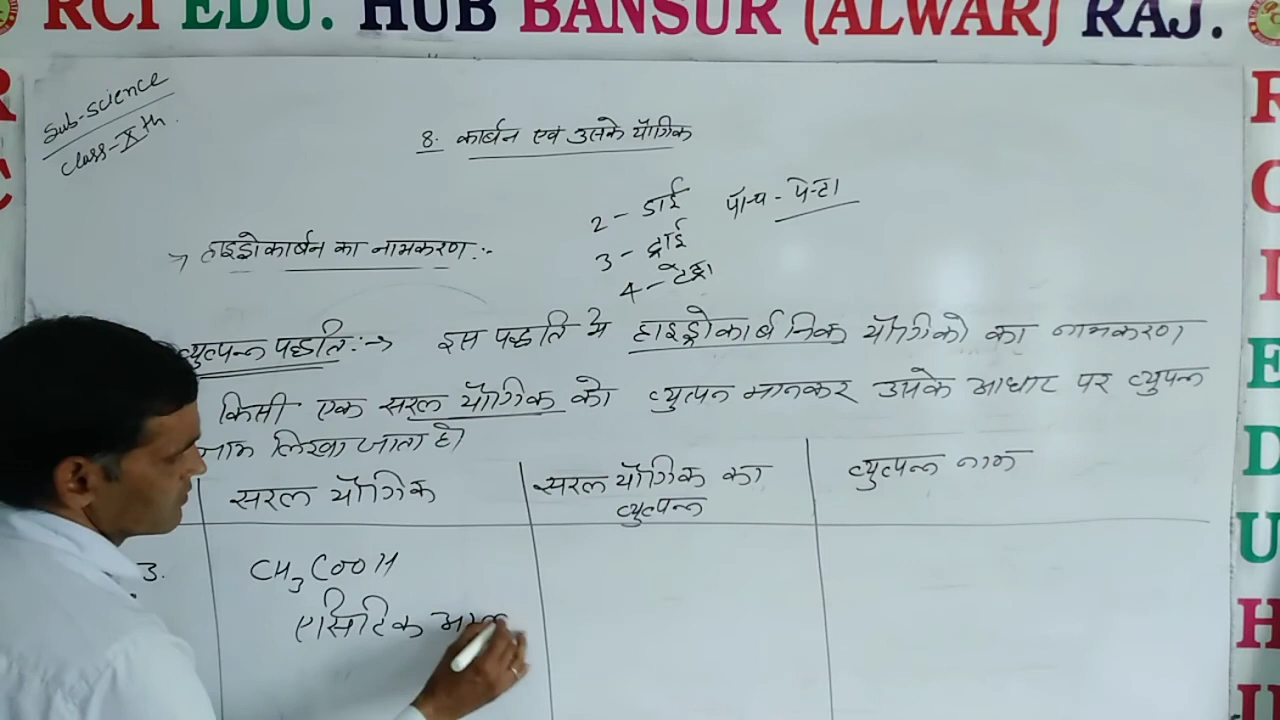 RCI EDU. HUB BANSUR (ALWAR) RAJ.
Sub-science
Class-Xth.
8. कार्बन एवं उसके यौगिक
2 - डाई
पॉन्च - पेन्टा
3 - ट्राई
4 - टेट्रा
→ हाइड्रोकार्बन का नामकरण :-
व्युत्पन्न पद्धति :-> इस पद्धति मे हाइड्रोकार्बनिक यौगिको का नामकरण
किसी एक सरल यौगिक को व्युत्पन मानकर उसके आधार पर व्युपन्न
नाम लिखा जाता है।
सरल यौगिक
सरल यौगिक का व्युत्पन्न
व्युत्पन्न नाम
3.
CH3COOH
एसिटिक
R
C
I
E
D
U
H